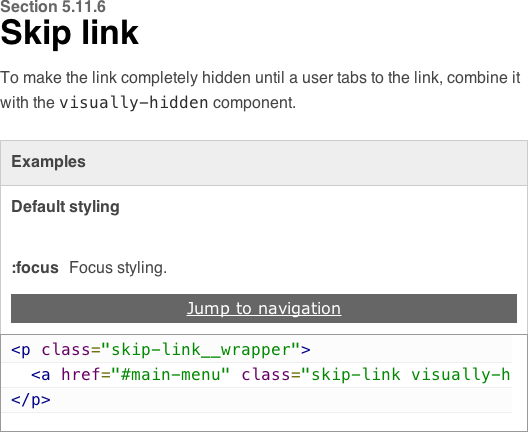 Section 5.11.6
Skip link
To make the link completely hidden until a user tabs to the link, combine it
with the visually-hidden component.
Examples
Default styling
:focus Focus styling.
Jump to navigation
<p class="skip-link__wrapper">
  <a href="#main-menu" class="skip-link visually-h
</p>